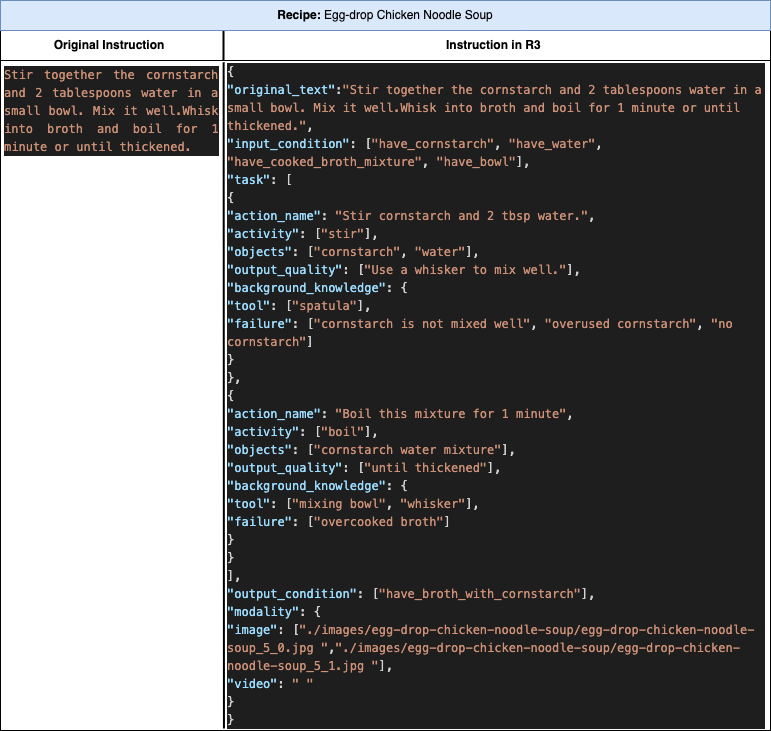 Recipe: Egg-drop Chicken Noodle Soup
Original Instruction
Stir together the cornstarch
and 2 tablespoons water in a
small bowl. Mix it well.Whisk
into broth and boil for 1
minute or until thickened.
Instruction in R3
{
"original_text":"Stir together the cornstarch and 2 tablespoons water in a
small bowl. Mix it well.Whisk into broth and boil for 1 minute or until
thickened.",
"input_condition": ["have_cornstarch", "have_water",
"have_cooked_broth_mixture", "have_bowl"],
"task": [
{
"action_name": "Stir cornstarch and 2 tbsp water.",
"activity": ["stir"],
"objects": ["cornstarch", "water"],
"output_quality": ["Use a whisker to mix well."],
"background_knowledge": {
"tool": ["spatula"],
"failure": ["cornstarch is not mixed well", "overused cornstarch", "no
cornstarch"]
}
},
{
"action_name": "Boil this mixture for 1 minute",
"activity": ["boil"],
"objects": ["cornstarch water mixture"],
"output_quality": ["until thickened"],
"background_knowledge": {
"tool": ["mixing bowl", "whisker"],
"failure": ["overcooked broth"]
}
}
],
"output_condition": ["have_broth_with_cornstarch"],
"modality": {
"image": ["./images/egg-drop-chicken-noodle-soup/egg-drop-chicken-noodle-
soup_5_0.jpg ","./images/egg-drop-chicken-noodle-soup/egg-drop-chicken-
noodle-soup_5_1.jpg "],
"video": " "
}
}